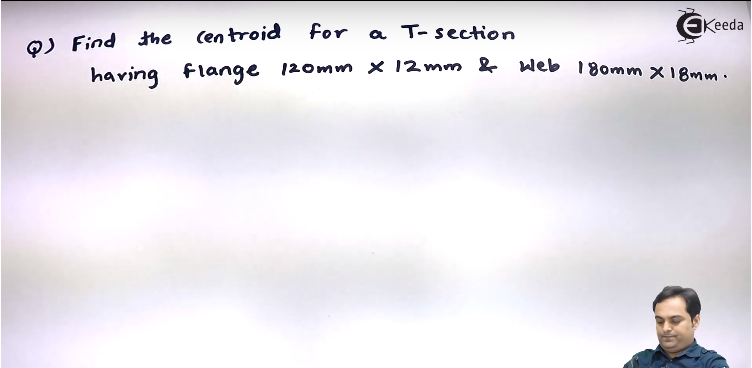 EKeeda
Q) Find the centroid for a T-section
having flange 120mm x 12mm & Web 180mm x 18mm.